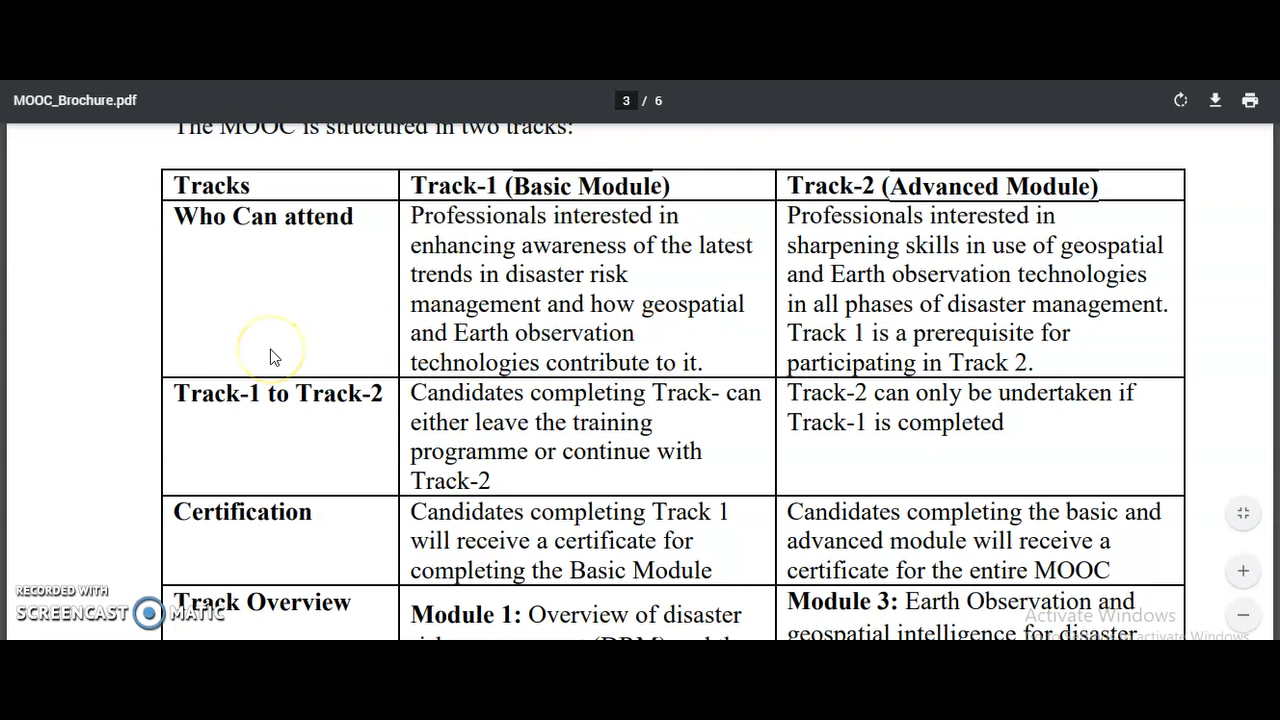 MOOC_Brochure.pdf
3 / 6
The MOOC is structured in two tracks:
Tracks
Track-1 (Basic Module)
Track-2 (Advanced Module)
Who Can attend
Professionals interested in
enhancing awareness of the latest
trends in disaster risk
management and how geospatial
and Earth observation
technologies contribute to it.
Professionals interested in
sharpening skills in use of geospatial
and Earth observation technologies
in all phases of disaster management.
Track 1 is a prerequisite for
participating in Track 2.
Track-1 to Track-2
Candidates completing Track- can
either leave the training
programme or continue with
Track-2
Track-2 can only be undertaken if
Track-1 is completed
Certification
Candidates completing Track 1
will receive a certificate for
completing the Basic Module
Candidates completing the basic and
advanced module will receive a
certificate for the entire MOOC
Track Overview
Module 1: Overview of disaster
Module 3: Earth Observation and
geospatial intelligence for disaster
Activate Windows
RECORDED WITH
SCREENCAST MATIC